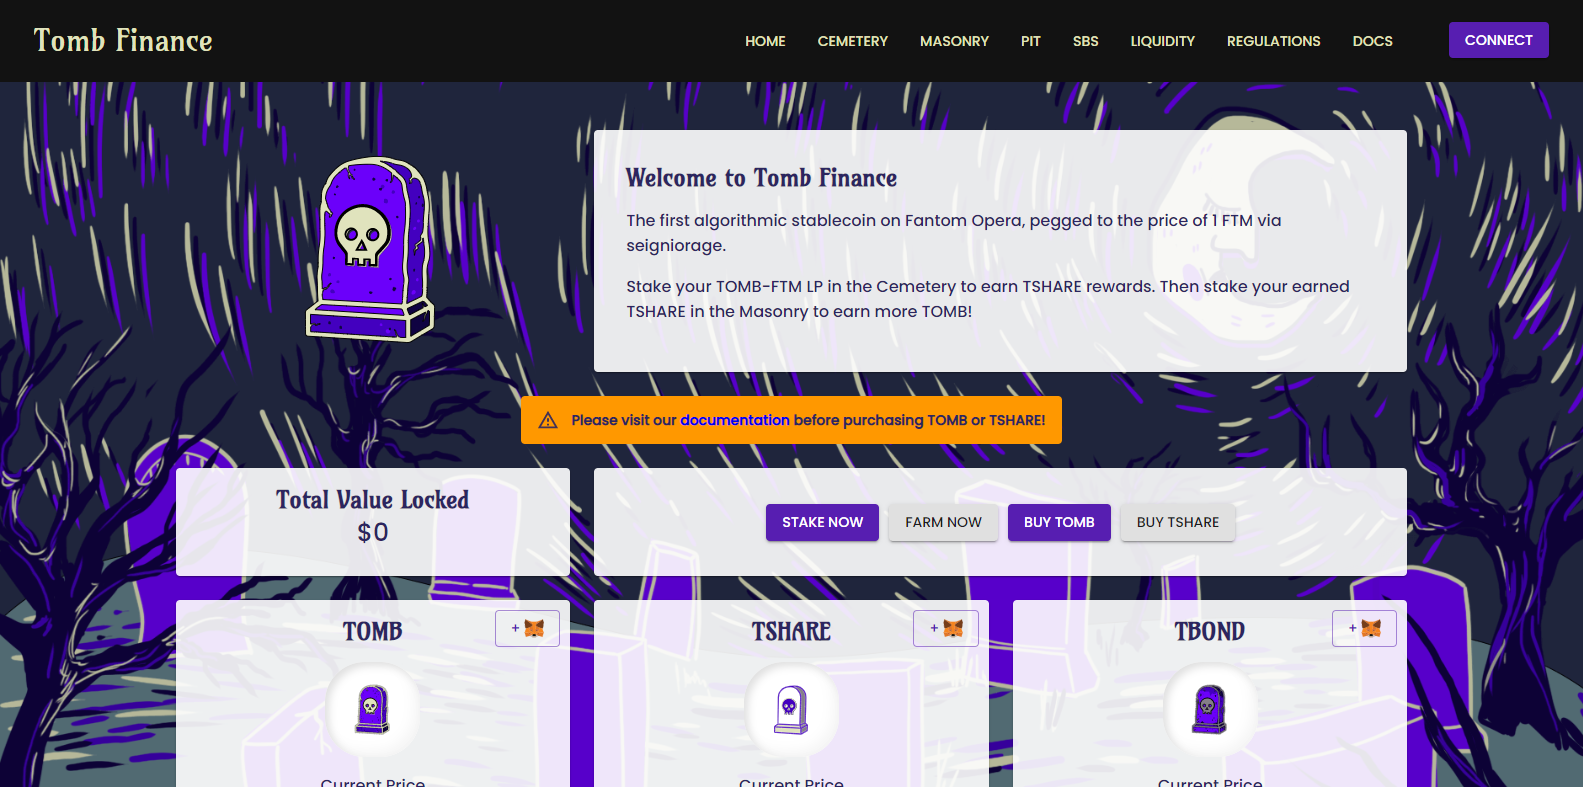 Tomb Finance
HOME CEMETERY MASONRY PIT SBS LIQUIDITY REGULATIONS DOCS CONNECT
Welcome to Tomb Finance
The first algorithmic stablecoin on Fantom Opera, pegged to the price of 1 FTM via
seigniorage.
Stake your TOMB-FTM LP in the Cemetery to earn TSHARE rewards. Then stake your earned
TSHARE in the Masonry to earn more TOMB!
Please visit our documentation before purchasing TOMB or TSHARE!
Total Value Locked
$0
STAKE NOW FARM NOW BUY TOMB BUY TSHARE
TOMB
+
TSHARE
+
TBOND
+
Current Price
Current Price
Current Price